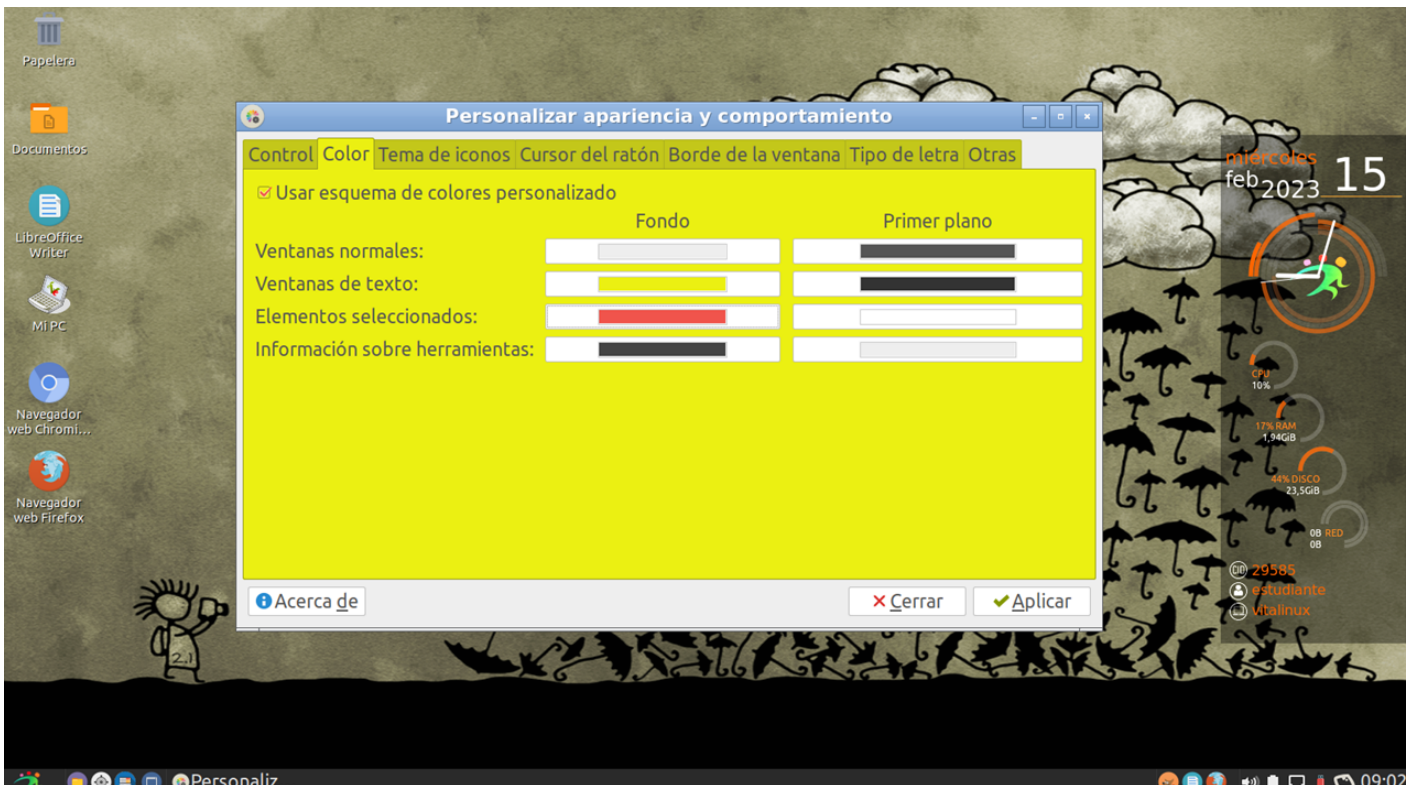 Papelera
Documentos
LibreOffice
Writer
Mi PC
Navegador
web Chromi...
Navegador
web Firefox
Personalizar apariencia y comportamiento
Control Color Tema de iconos Cursor del ratón Borde de la ventana Tipo de letra Otras
Usar esquema de colores personalizado
Fondo Primer plano
Ventanas normales:
Ventanas de texto:
Elementos seleccionados:
Información sobre herramientas:
Acerca de
Cerrar
Aplicar
miércoles
feb 2023 15
CPU
10%
17% RAM
1,94GiB
44% DISCO
23,5GiB
0B RED
0B
CID 29585
estudiante
vitalinux
2.1
Personaliz
09:02